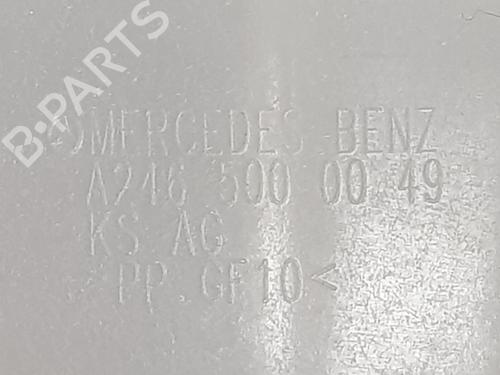 B-PARTS
MERCEDES BENZ
A246 500 00 49
KS AG
>PP.GF10<